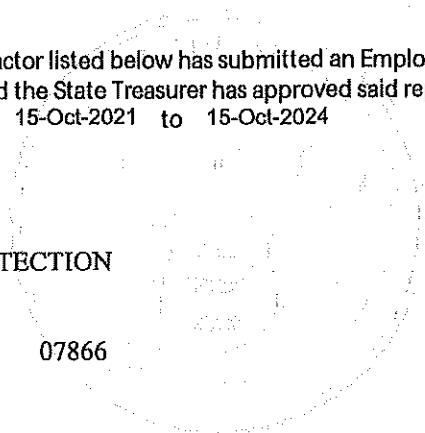 actor listed below has submitted an Emplo
d the State Treasurer has approved said re
15-Oct-2021 to 15-Oct-2024
TECTION
07866